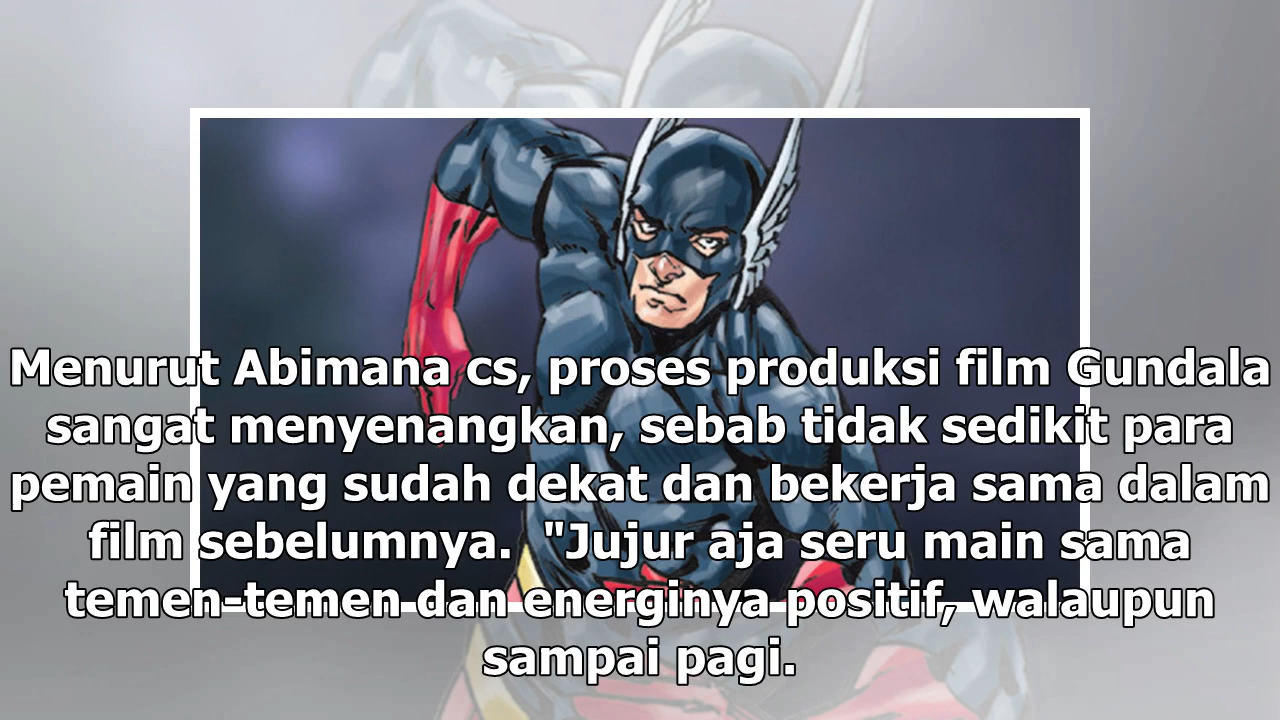 Menurut Abimana cs, proses produksi film Gundala
sangat menyenangkan, sebab tidak sedikit para
pemain yang sudah dekat dan bekerja sama dalam
film sebelumnya.  "Jujur aja seru main sama
temen-temen dan energinya positif, walaupun
sampai pagi.